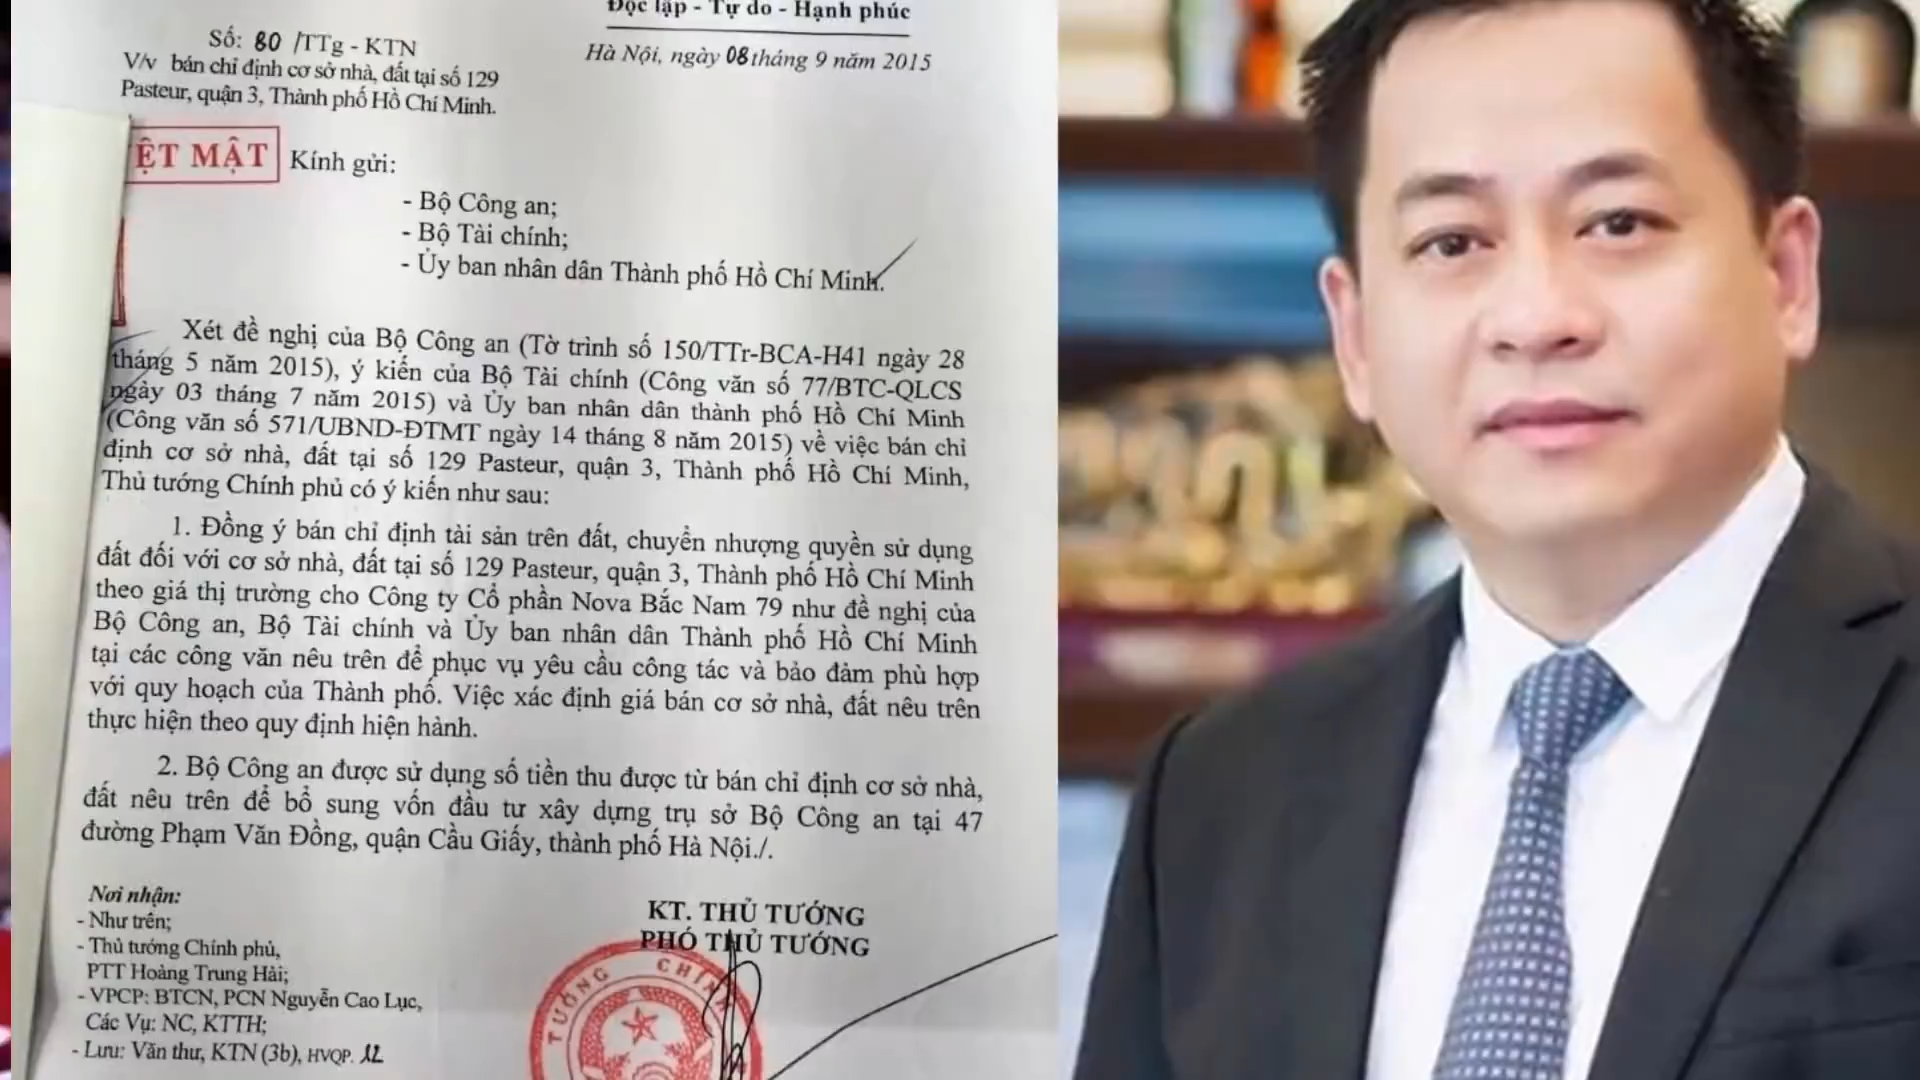 Độc lập - Tự do - Hạnh phúc
Số: 80 /TTg - KTN
Hà Nội, ngày 08 tháng 9 năm 2015
V/v bán chỉ định cơ sở nhà, đất tại số 129
Pasteur, quận 3, Thành phố Hồ Chí Minh.
ỆT MẬT
Kính gửi:
- Bộ Công an;
- Bộ Tài chính;
- Ủy ban nhân dân Thành phố Hồ Chí Minh.
Xét đề nghị của Bộ Công an (Tờ trình số 150/TTr-BCA-H41 ngày 28
tháng 5 năm 2015), ý kiến của Bộ Tài chính (Công văn số 77/BTC-QLCS
ngày 03 tháng 7 năm 2015) và Ủy ban nhân dân thành phố Hồ Chí Minh
(Công văn số 571/UBND-ĐTMT ngày 14 tháng 8 năm 2015) về việc bán chỉ
định cơ sở nhà, đất tại số 129 Pasteur, quận 3, Thành phố Hồ Chí Minh,
Thủ tướng Chính phủ có ý kiến như sau:
1. Đồng ý bán chỉ định tài sản trên đất, chuyển nhượng quyền sử dụng
đất đối với cơ sở nhà, đất tại số 129 Pasteur, quận 3, Thành phố Hồ Chí Minh
theo giá thị trường cho Công ty Cổ phần Nova Bắc Nam 79 như đề nghị của
Bộ Công an, Bộ Tài chính và Ủy ban nhân dân Thành phố Hồ Chí Minh
tại các công văn nêu trên để phục vụ yêu cầu công tác và bảo đảm phù hợp
với quy hoạch của Thành phố. Việc xác định giá bán cơ sở nhà, đất nêu trên
thực hiện theo quy định hiện hành.
2. Bộ Công an được sử dụng số tiền thu được từ bán chỉ định cơ sở nhà,
đất nêu trên để bổ sung vốn đầu tư xây dựng trụ sở Bộ Công an tại 47
đường Phạm Văn Đồng, quận Cầu Giấy, thành phố Hà Nội./.
Nơi nhận:
- Như trên;
- Thủ tướng Chính phủ,
PTT Hoàng Trung Hải;
- VPCP: BTCN, PCN Nguyễn Cao Lục,
Các Vụ: NC, KTTH;
- Lưu: Văn thư, KTN (3b), HVQP. 12
KT. THỦ TƯỚNG
PHÓ THỦ TƯỚNG
TƯỚNG CHÍNH